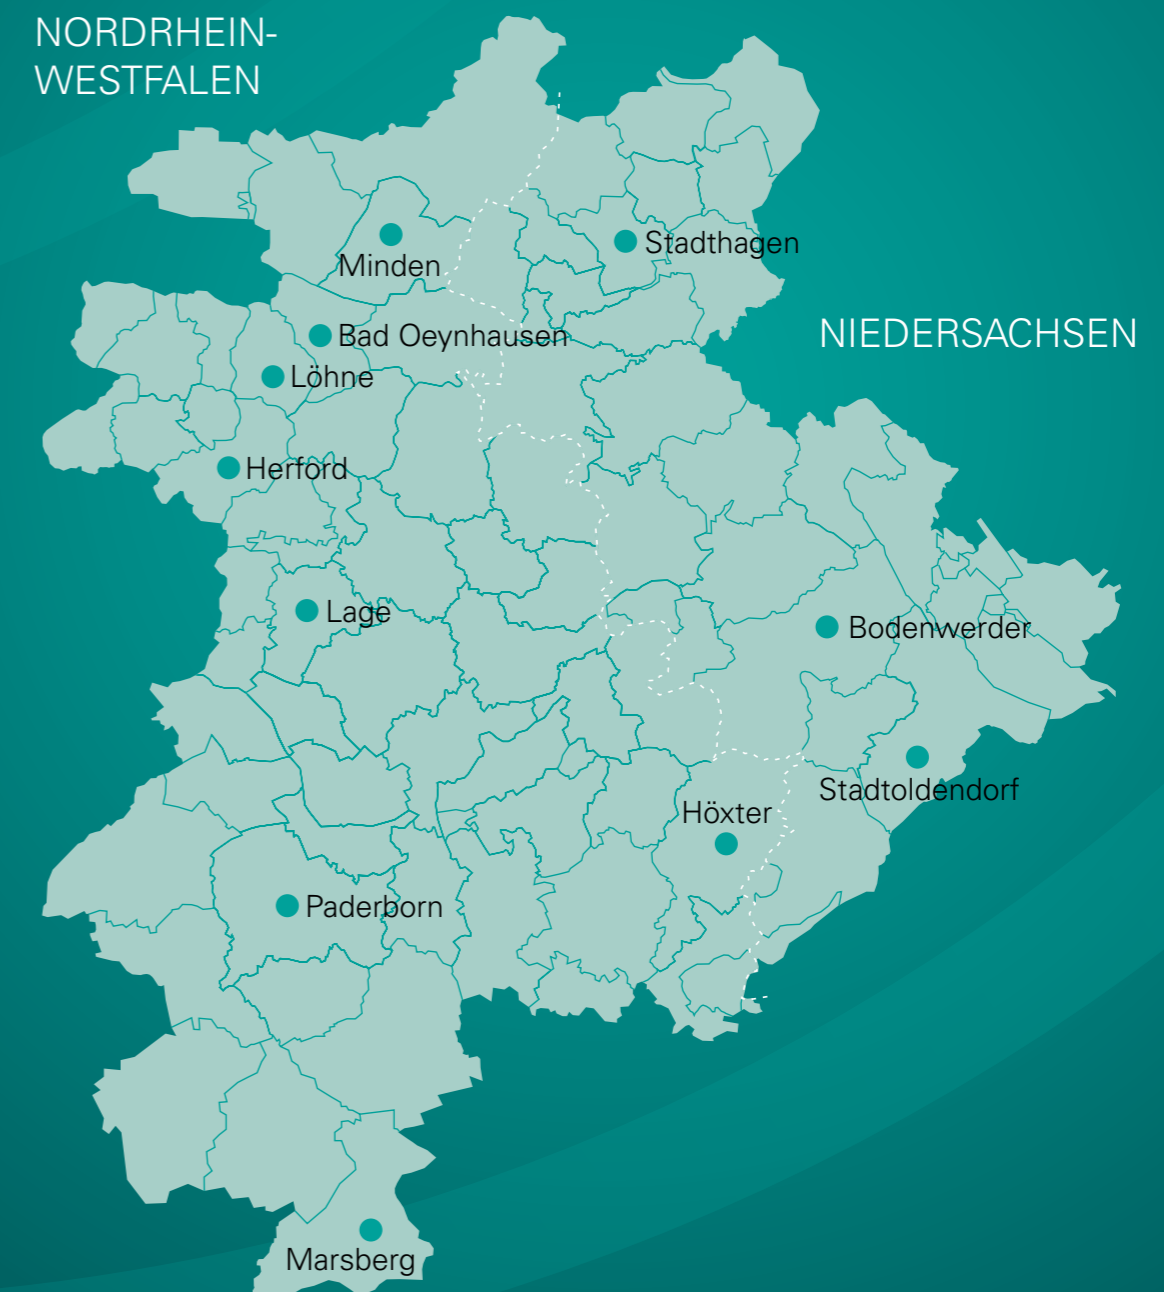 NORDRHEIN-
WESTFALEN
Minden
Stadthagen
NIEDERSACHSEN
Bad Oeynhausen
Löhne
Herford
Lage
Bodenwerder
Stadtoldendorf
Höxter
Paderborn
Marsberg